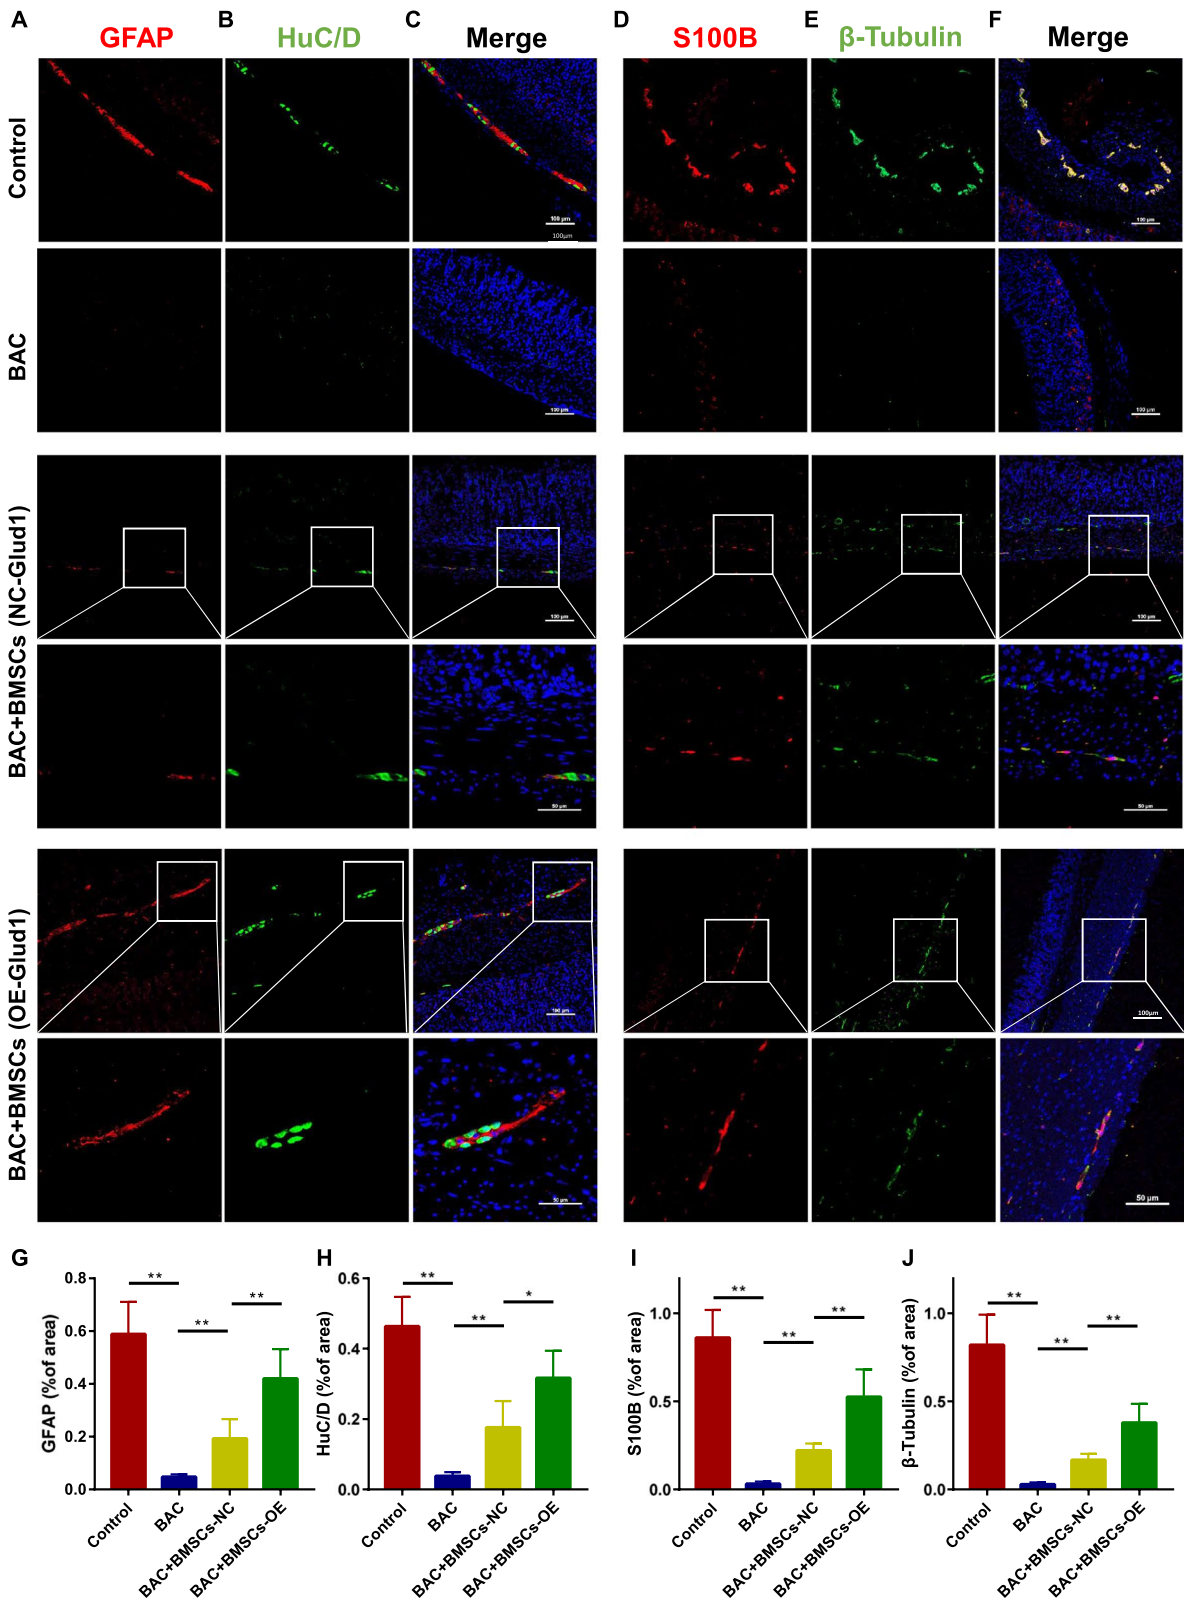 A B C D E F
GFAP HuC/D Merge S100B β-Tubulin Merge
Control
100 µm
100µm
100 µm
BAC
100 µm
100 µm
BAC+BMSCs (NC-Glud1)
100 µm
100 µm
50 µm
50 µm
BAC+BMSCs (OE-Glud1)
100 µm
100µm
50 µm
50 µm
G
GFAP (%of area)
0.8
0.6
0.4
0.2
0.0
**
**
**
Control
BAC
BAC+BMSCs-NC
BAC+BMSCs-OE
H
HuC/D (%of area)
0.6
0.4
0.2
0.0
**
**
*
Control
BAC
BAC+BMSCs-NC
BAC+BMSCs-OE
I
S100B (%of area)
1.0
0.5
0.0
**
**
**
Control
BAC
BAC+BMSCs-NC
BAC+BMSCs-OE
J
β-Tubulin (%of area)
1.0
0.5
0.0
**
**
**
Control
BAC
BAC+BMSCs-NC
BAC+BMSCs-OE